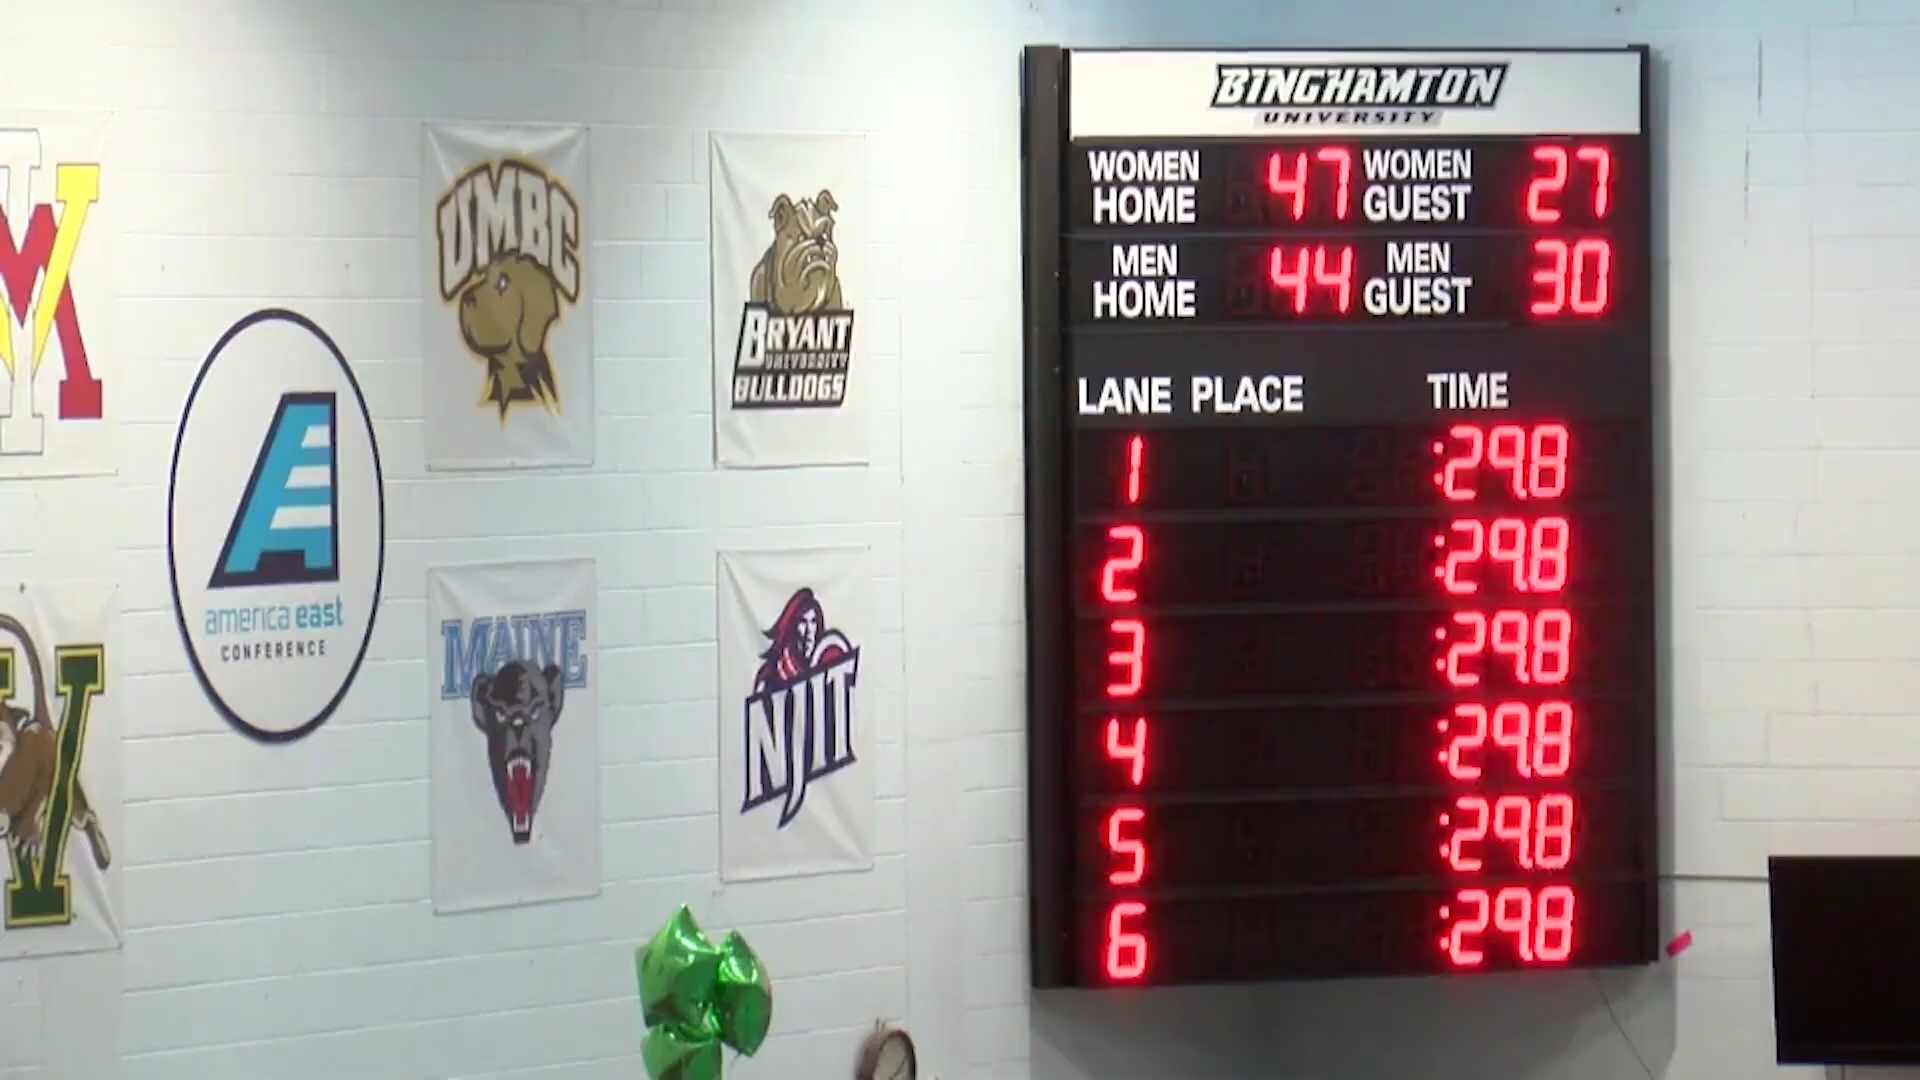 UMBC
BRYANT
UNIVERSITY
BULLDOGS
america east
CONFERENCE
MAINE
NJIT
V
BINGHAMTON
UNIVERSITY
WOMEN HOME 47 WOMEN GUEST 27
MEN HOME 44 MEN GUEST 30
LANE PLACE TIME
1 :29.8
2 :29.8
3 :29.8
4 :29.8
5 :29.8
6 :29.8